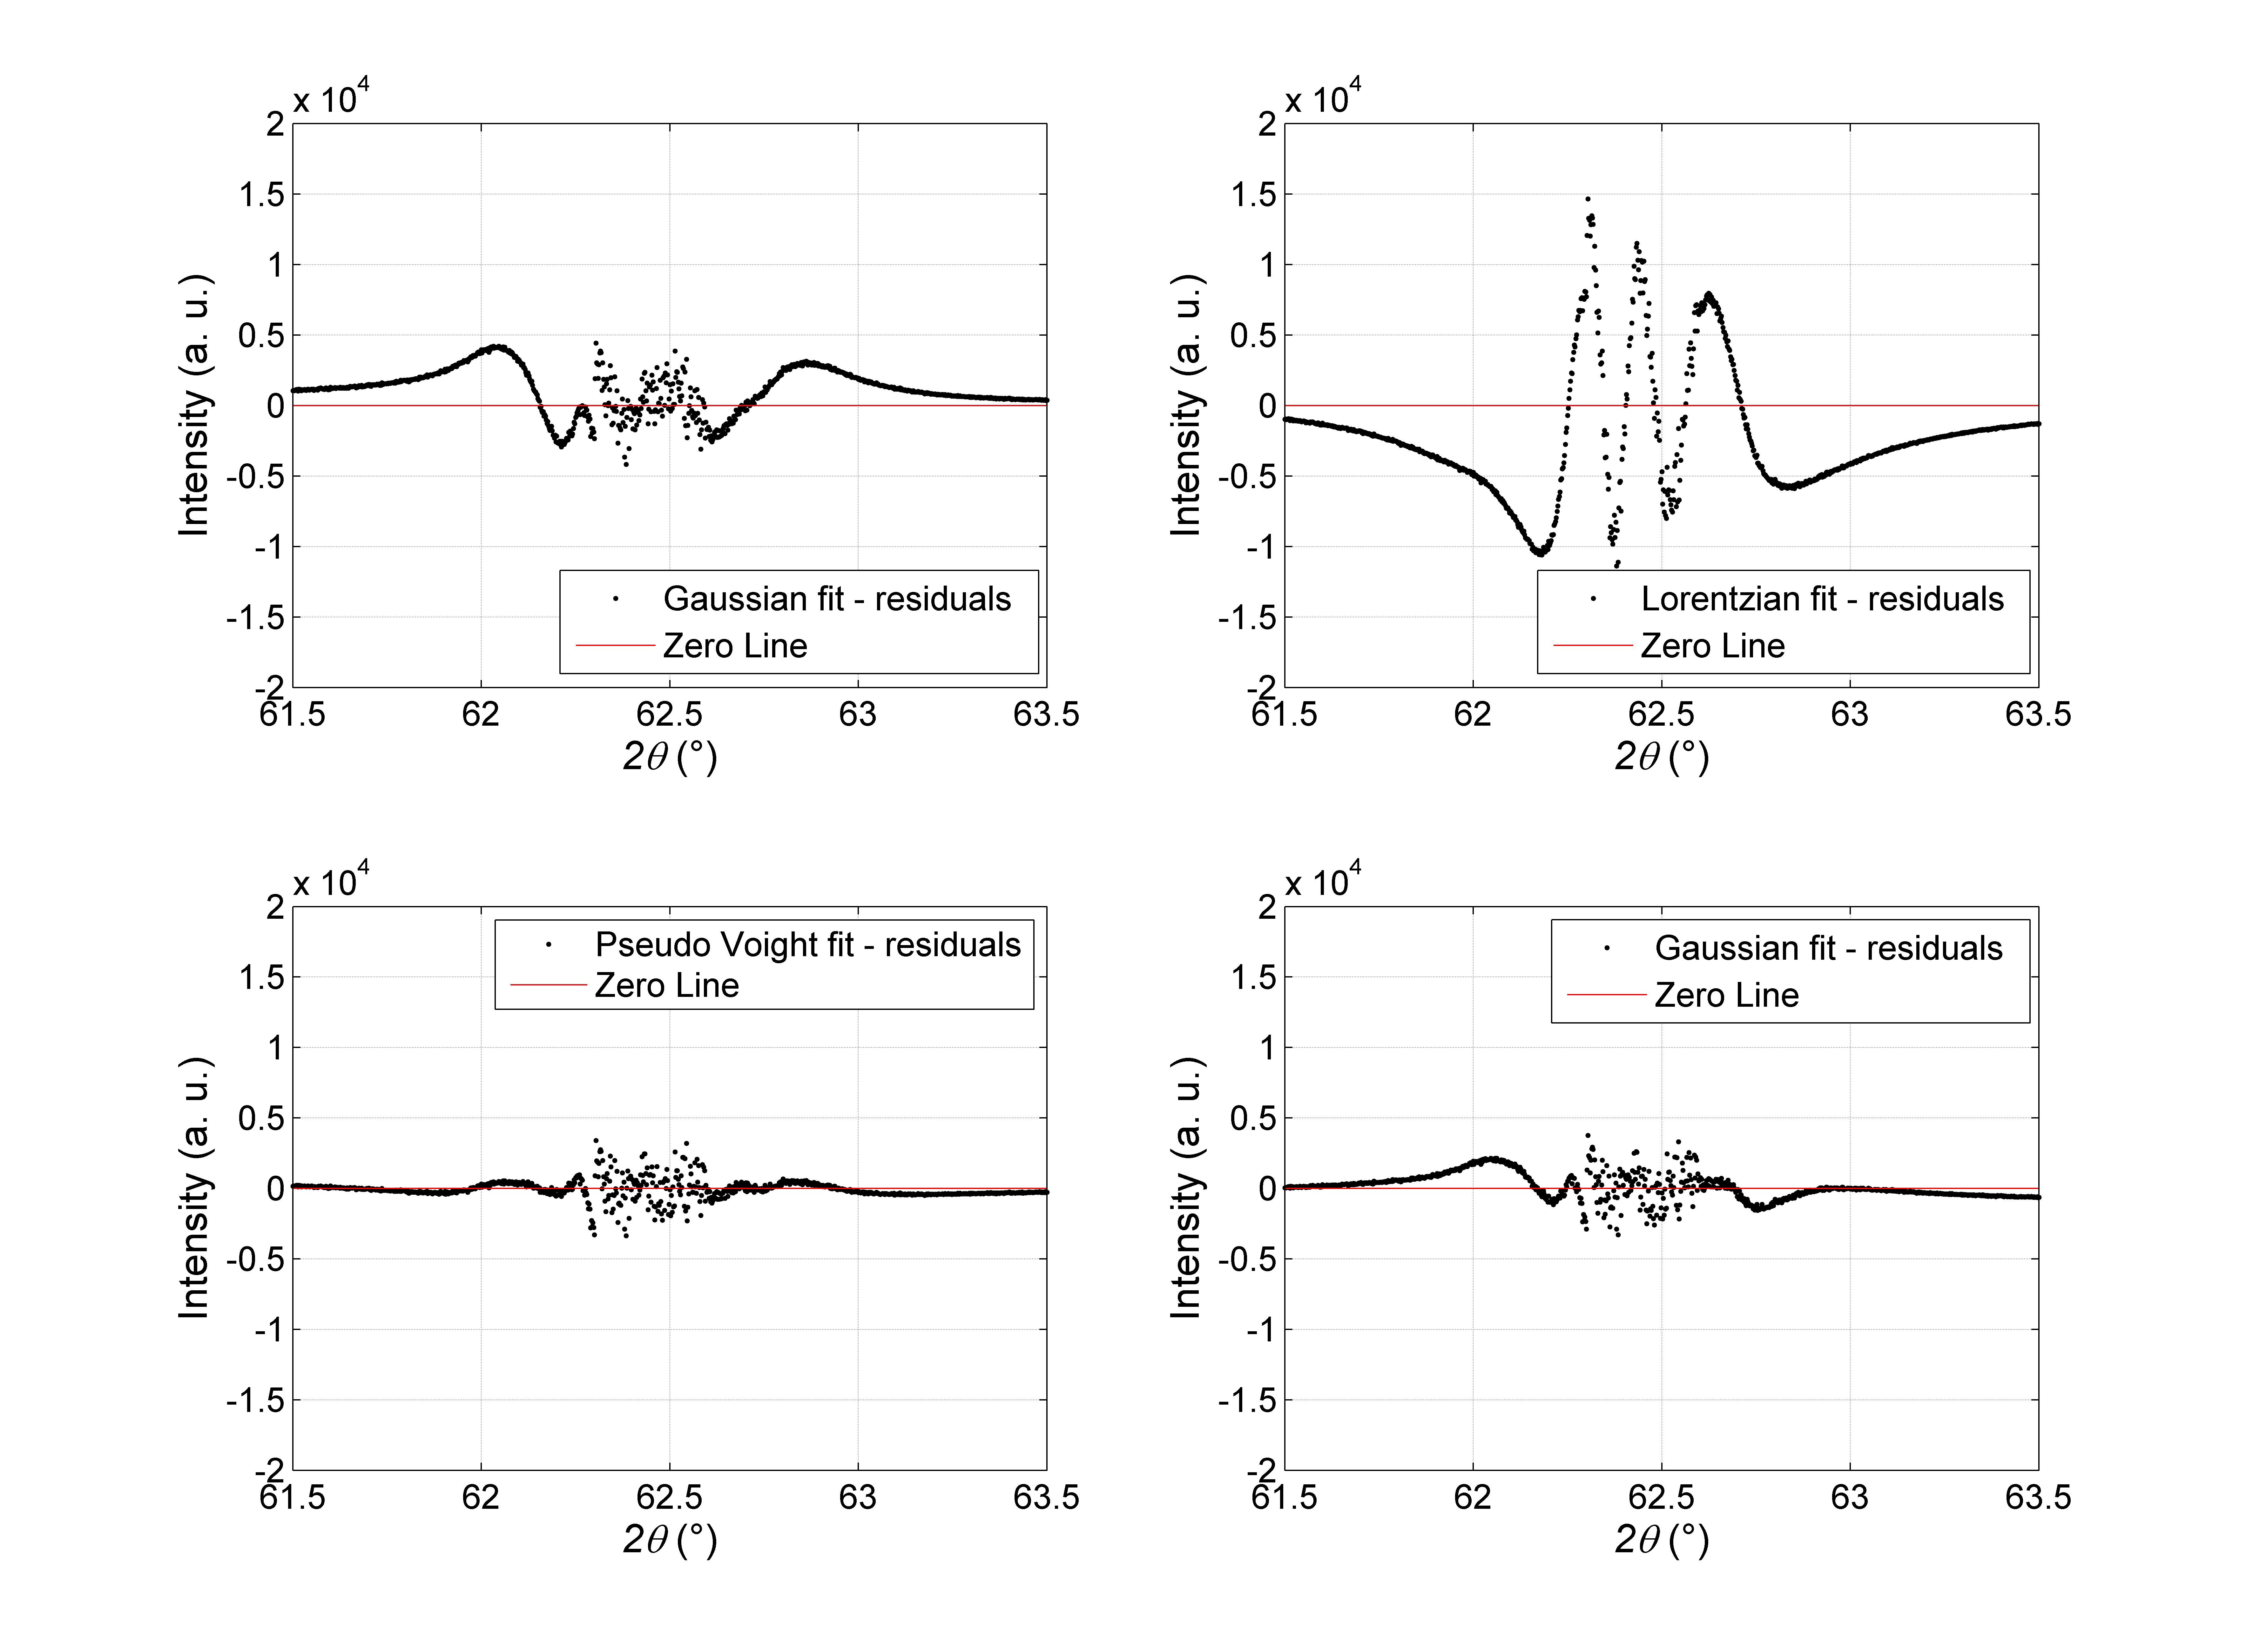 x 10^4
2
1.5
1
0.5
0
-0.5
-1
-1.5
-2
61.5 62 62.5 63 63.5
2θ (°)
Intensity (a. u.)
Gaussian fit - residuals
Zero Line
x 10^4
2
1.5
1
0.5
0
-0.5
-1
-1.5
-2
61.5 62 62.5 63 63.5
2θ (°)
Intensity (a. u.)
Lorentzian fit - residuals
Zero Line
x 10^4
2
1.5
1
0.5
0
-0.5
-1
-1.5
-2
61.5 62 62.5 63 63.5
2θ (°)
Intensity (a. u.)
Pseudo Voight fit - residuals
Zero Line
x 10^4
2
1.5
1
0.5
0
-0.5
-1
-1.5
-2
61.5 62 62.5 63 63.5
2θ (°)
Intensity (a. u.)
Gaussian fit - residuals
Zero Line